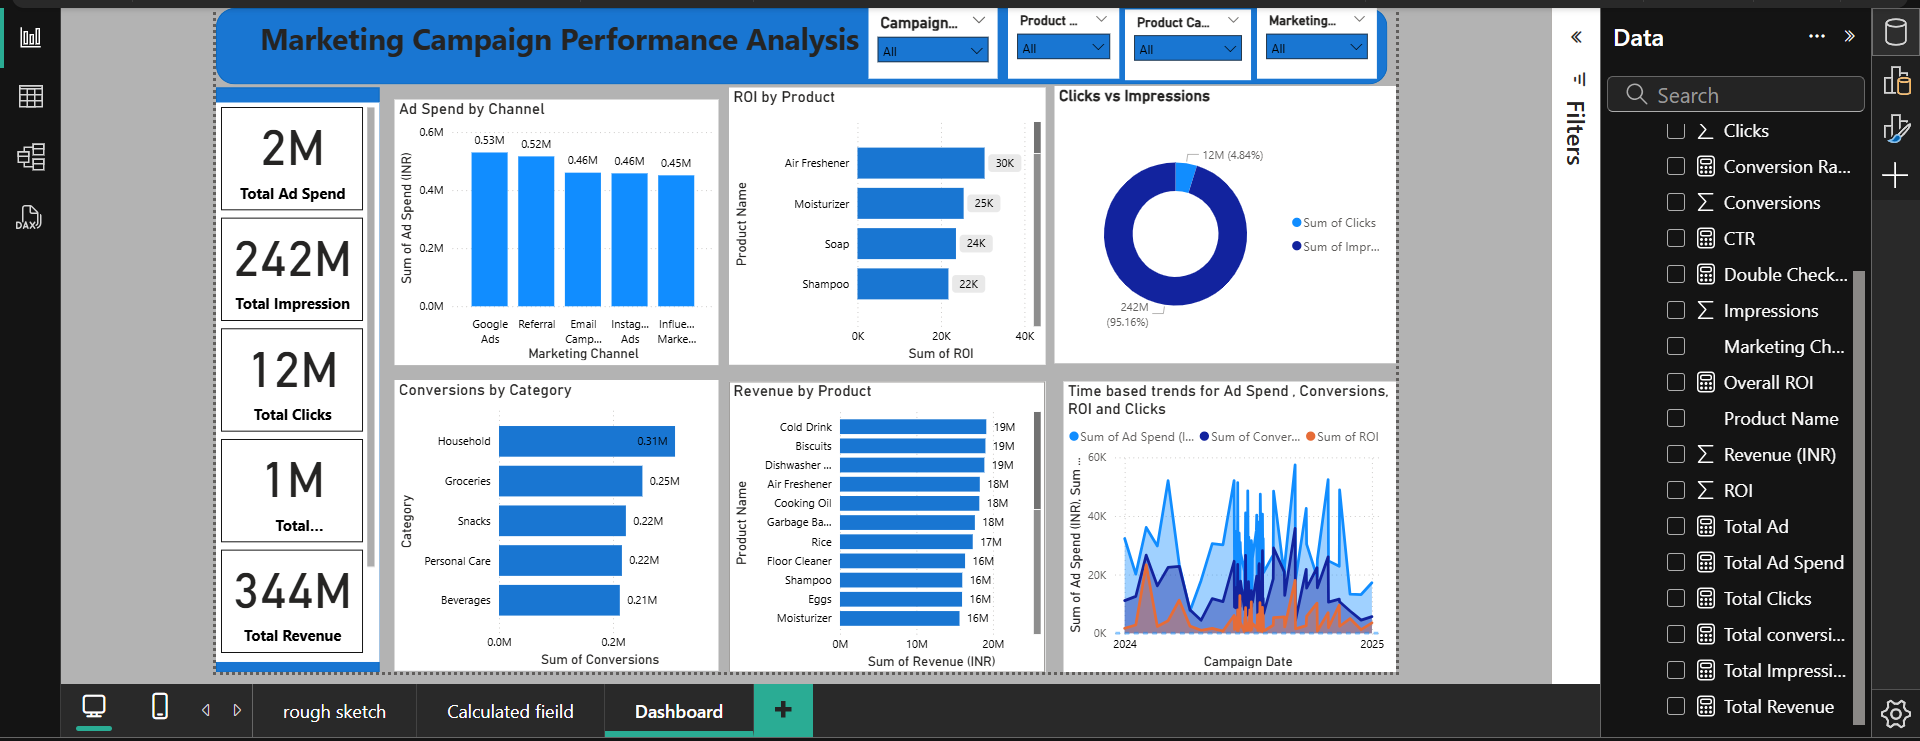 Marketing Campaign Performance Analysis
Campaign...
All
Product ...
All
Product Ca...
All
Marketing...
All
2M
Total Ad Spend
242M
Total Impression
12M
Total Clicks
1M
Total...
344M
Total Revenue
Ad Spend by Channel
Sum of Ad Spend (INR)
0.6M
0.4M
0.2M
0.0M
0.53M
0.52M
0.46M
0.46M
0.45M
Google Ads
Referral
Email Camp...
Instag... Ads
Influe... Marke...
Marketing Channel
ROI by Product
Product Name
Air Freshener 30K
Moisturizer 25K
Soap 24K
Shampoo 22K
0K 20K 40K
Sum of ROI
Clicks vs Impressions
12M (4.84%)
242M
(95.16%)
Sum of Clicks
Sum of Impr...
Conversions by Category
Category
Household 0.31M
Groceries 0.25M
Snacks 0.22M
Personal Care 0.22M
Beverages 0.21M
0.0M 0.2M
Sum of Conversions
Revenue by Product
Product Name
Cold Drink 19M
Biscuits 19M
Dishwasher ... 19M
Air Freshener 18M
Cooking Oil 18M
Garbage Ba... 18M
Rice 17M
Floor Cleaner 16M
Shampoo 16M
Eggs 16M
Moisturizer 16M
0M 10M 20M
Sum of Revenue (INR)
Time based trends for Ad Spend , Conversions,
ROI and Clicks
Sum of Ad Spend (I... Sum of Conver... Sum of ROI
Sum of Ad Spend (INR), Sum ...
60K
40K
20K
0K
2024 2025
Campaign Date
Filters
Data
Search
Clicks
Conversion Ra...
Conversions
CTR
Double Check...
Impressions
Marketing Ch...
Overall ROI
Product Name
Revenue (INR)
ROI
Total Ad
Total Ad Spend
Total Clicks
Total conversi...
Total Impressi...
Total Revenue
DAX
rough sketch
Calculated fieild
Dashboard